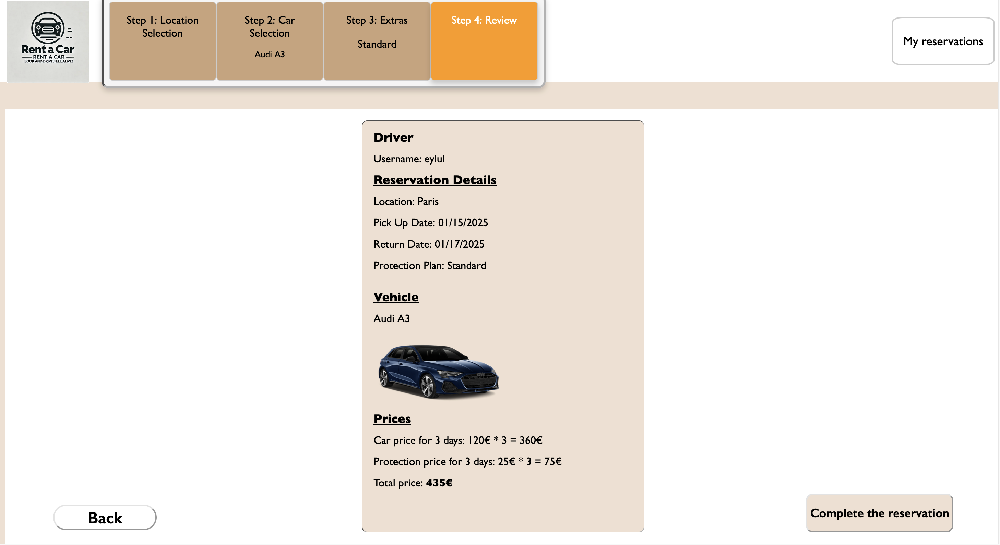 Rent a Car
RENT A CAR
BOOK AND DRIVE, FEEL ALIVE!
Step 1: Location
Selection
Step 2: Car
Selection
Audi A3
Step 3: Extras
Standard
Step 4: Review
My reservations
Driver
Username: eylul
Reservation Details
Location: Paris
Pick Up Date: 01/15/2025
Return Date: 01/17/2025
Protection Plan: Standard
Vehicle
Audi A3
Prices
Car price for 3 days: 120€ * 3 = 360€
Protection price for 3 days: 25€ * 3 = 75€
Total price: 435€
Back
Complete the reservation